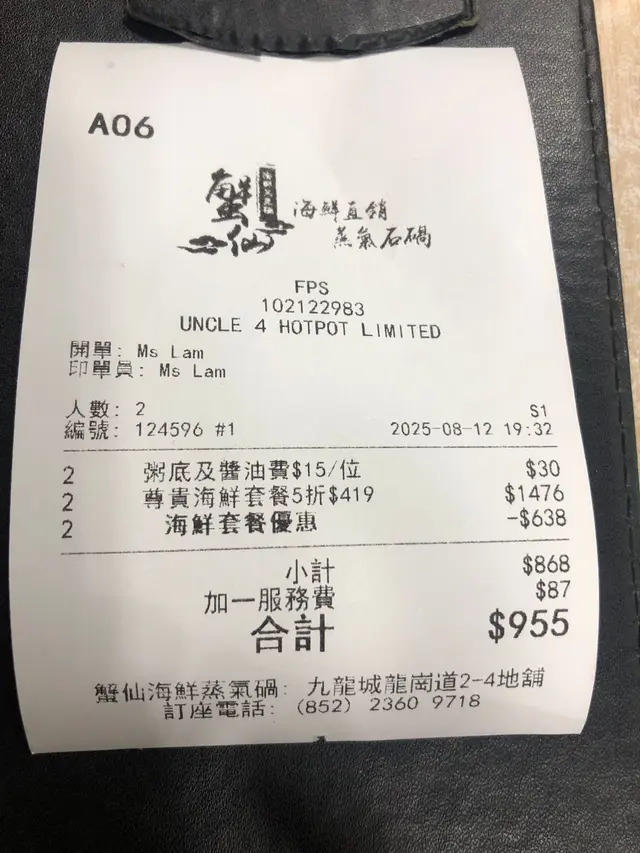 A06
蟹仙
海鮮直銷
蒸氣石鍋
FPS
102122983
UNCLE 4 HOTPOT LIMITED
開單: Ms Lam
印單員: Ms Lam
人數: 2 S1
編號: 124596 #1 2025-08-12 19:32
2 粥底及醬油費$15/位 $30
2 尊貴海鮮套餐5折$419 $1476
2 海鮮套餐優惠 -$638
小計 $868
加一服務費 $87
合計 $955
蟹仙海鮮蒸氣鍋: 九龍城龍崗道2-4地舖
訂座電話: (852) 2360 9718